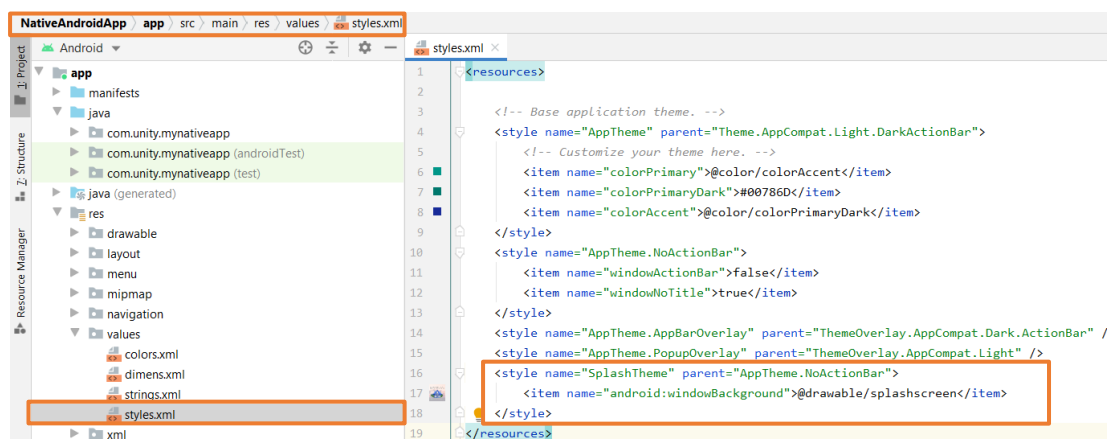 NativeAndroidApp app src main res values styles.xml
Android
styles.xml
1: Project
7: Structure
Resource Manager
app
manifests
java
com.unity.mynativeapp
com.unity.mynativeapp (androidTest)
com.unity.mynativeapp (test)
java (generated)
res
drawable
layout
menu
mipmap
navigation
values
colors.xml
dimens.xml
strings.xml
styles.xml
xml
1 <resources>
2
3 <!-- Base application theme. -->
4 <style name="AppTheme" parent="Theme.AppCompat.Light.DarkActionBar">
5 <!-- Customize your theme here. -->
6 <item name="colorPrimary">@color/colorAccent</item>
7 <item name="colorPrimaryDark">#00786D</item>
8 <item name="colorAccent">@color/colorPrimaryDark</item>
9 </style>
10 <style name="AppTheme.NoActionBar">
11 <item name="windowActionBar">false</item>
12 <item name="windowNoTitle">true</item>
13 </style>
14 <style name="AppTheme.AppBarOverlay" parent="ThemeOverlay.AppCompat.Dark.ActionBar" /
15 <style name="AppTheme.PopupOverlay" parent="ThemeOverlay.AppCompat.Light" />
16 <style name="SplashTheme" parent="AppTheme.NoActionBar">
17 <item name="android:windowBackground">@drawable/splashscreen</item>
18 </style>
19 </resources>